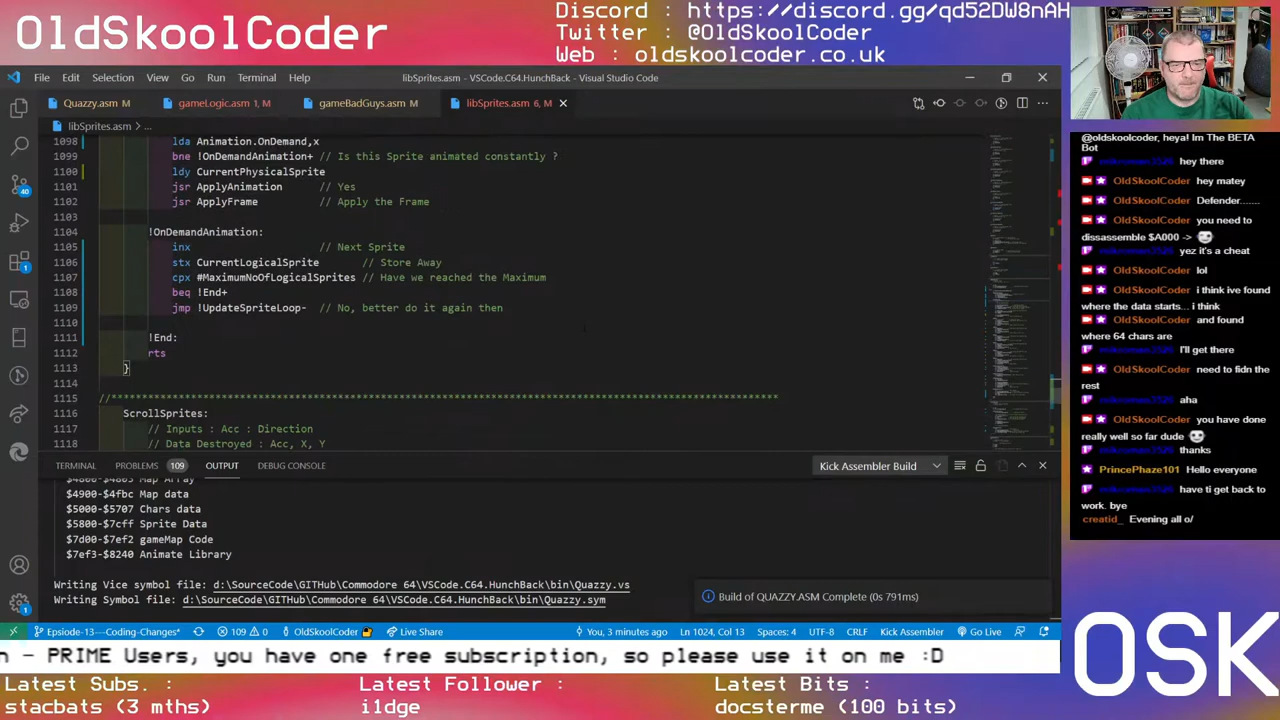 OldSkoolCoder
Discord : https://discord.gg/qd52DW8nAH
Twitter : @OldSkoolCoder
Web : oldskoolcoder.co.uk
File Edit Selection View Go Run Terminal Help
libSprites.asm - VSCode.C64.HunchBack - Visual Studio Code
Quazzy.asm M
gameLogic.asm 1, M
gameBadGuys.asm M
libSprites.asm 6, M
libSprites.asm > ...
1098 lda Animation.OnDemand,x
1099 bne !OnDemandAnimation+ // Is this Sprite animated constantly ?
1100 ldy CurrentPhysicalSprite
1101 jsr ApplyAnimation // Yes
1102 jsr ApplyFrame // Apply the Frame
1103
1104 !OnDemandAnimation:
1105 inx // Next Sprite
1106 stx CurrentLogicalSprite // Store Away
1107 cpx #MaximumNoOfLogicalSprites // Have we reached the Maximum
1108 beq !End+
1109 jmp !UpdateSpriteLoop- // No, better do it again then
1110
1111 !End:
1112 rts
1113 }
1114
1115 //*****************************************************************************************************
1116 ScrollSprites:
1117 // Inputs : Acc : Direction
1118 // Data Destroyed : Acc, X, Y
TERMINAL PROBLEMS 109 OUTPUT DEBUG CONSOLE
Kick Assembler Build
$4800-$4805 Map Array
$4900-$4fbc Map data
$5000-$5707 Chars data
$5800-$7cff Sprite Data
$7d00-$7ef2 gameMap Code
$7ef3-$8240 Animate Library
Writing Vice symbol file: d:\SourceCode\GITHub\Commodore 64\VSCode.C64.HunchBack\bin\Quazzy.vs
Writing Symbol file: d:\SourceCode\GITHub\Commodore 64\VSCode.C64.HunchBack\bin\Quazzy.sym
Build of QUAZZY.ASM Complete (0s 791ms)
40
1
1
Epsiode-13---Coding-Changes* 109 0 OldSkoolCoder Live Share
You, 3 minutes ago Ln 1024, Col 13 Spaces: 4 UTF-8 CRLF Kick Assembler Go Live
n - PRIME Users, you have one free subscription, so please use it on me :D
Latest Subs. :
stacbats (3 mths)
Latest Follower :
i1dge
Latest Bits :
docsterme (100 bits)
@oldskoolcoder, heya! Im The BETA
Bot
hey there
OldSkoolCoder hey matey
OldSkoolCoder Defender......
OldSkoolCoder you need to
dissassemble $A000 ->
yez it's a cheat
OldSkoolCoder lol
i think ive found
where the data starts... i think
OldSkoolCoder and found
where 64 chars are
I'll get there
OldSkoolCoder need to fidn the
rest
aha
OldSkoolCoder you have done
really well so far dude
thanks
PrincePhaze101 Hello everyone
have ti get back to
work. bye
creatid_ Evening all o/
OSK